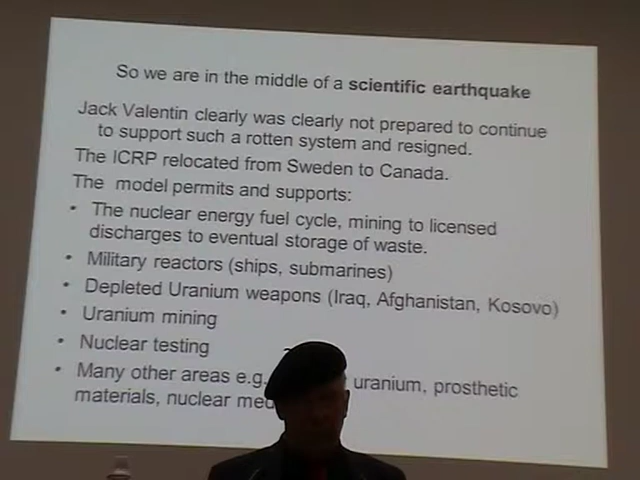 So we are in the middle of a scientific earthquake
Jack Valentin clearly was clearly not prepared to continue
to support such a rotten system and resigned.
The ICRP relocated from Sweden to Canada.
The model permits and supports:
• The nuclear energy fuel cycle, mining to licensed
discharges to eventual storage of waste.
• Military reactors (ships, submarines)
• Depleted Uranium weapons (Iraq, Afghanistan, Kosovo)
• Uranium mining
• Nuclear testing
• Many other areas e.g. uranium, prosthetic
materials, nuclear med